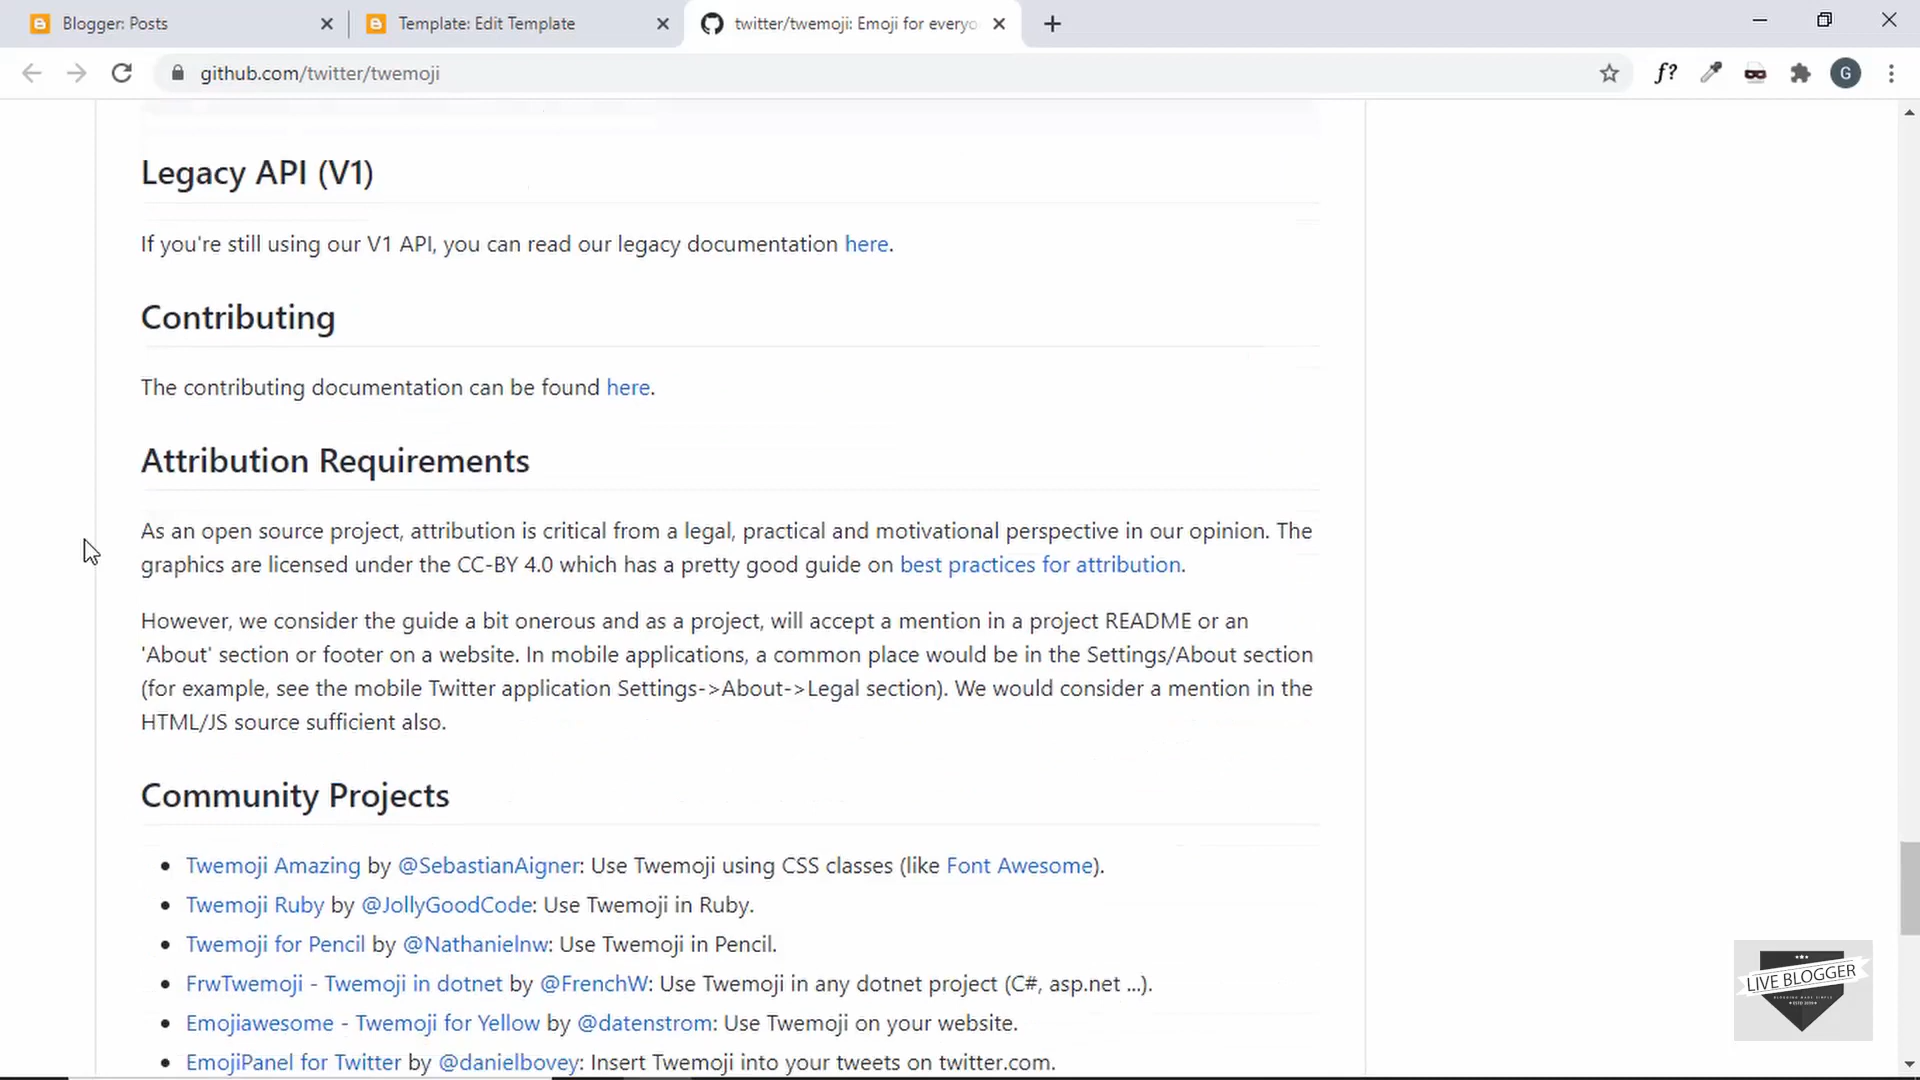 Blogger: Posts
Template: Edit Template
twitter/twemoji: Emoji for everyo
github.com/twitter/twemoji
f?
G
Legacy API (V1)
If you're still using our V1 API, you can read our legacy documentation here.
Contributing
The contributing documentation can be found here.
Attribution Requirements
As an open source project, attribution is critical from a legal, practical and motivational perspective in our opinion. The
graphics are licensed under the CC-BY 4.0 which has a pretty good guide on best practices for attribution.
However, we consider the guide a bit onerous and as a project, will accept a mention in a project README or an
'About' section or footer on a website. In mobile applications, a common place would be in the Settings/About section
(for example, see the mobile Twitter application Settings->About->Legal section). We would consider a mention in the
HTML/JS source sufficient also.
Community Projects
Twemoji Amazing by @SebastianAigner: Use Twemoji using CSS classes (like Font Awesome).
Twemoji Ruby by @JollyGoodCode: Use Twemoji in Ruby.
Twemoji for Pencil by @Nathanielnw: Use Twemoji in Pencil.
FrwTwemoji - Twemoji in dotnet by @FrenchW: Use Twemoji in any dotnet project (C#, asp.net ...).
Emojiawesome - Twemoji for Yellow by @datenstrom: Use Twemoji on your website.
EmojiPanel for Twitter by @danielbovey: Insert Twemoji into your tweets on twitter.com.
LIVE BLOGGER